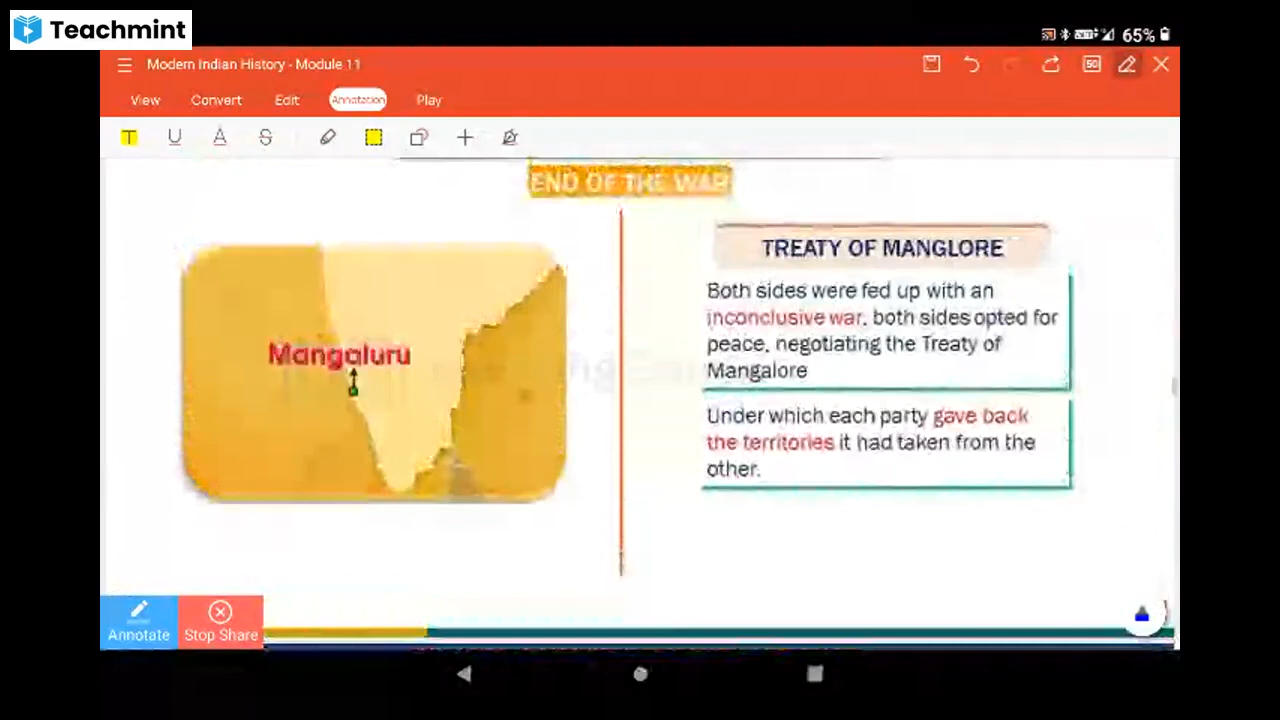 Teachmint
65%
Modern Indian History - Module 11
50
View Convert Edit Annotation Play
T U A S
END OF THE WAR
TREATY OF MANGLORE
Both sides were fed up with an
inconclusive war, both sides opted for
peace, negotiating the Treaty of
Mangalore
Mangaluru
Under which each party gave back
the territories it had taken from the
other.
Annotate Stop Share